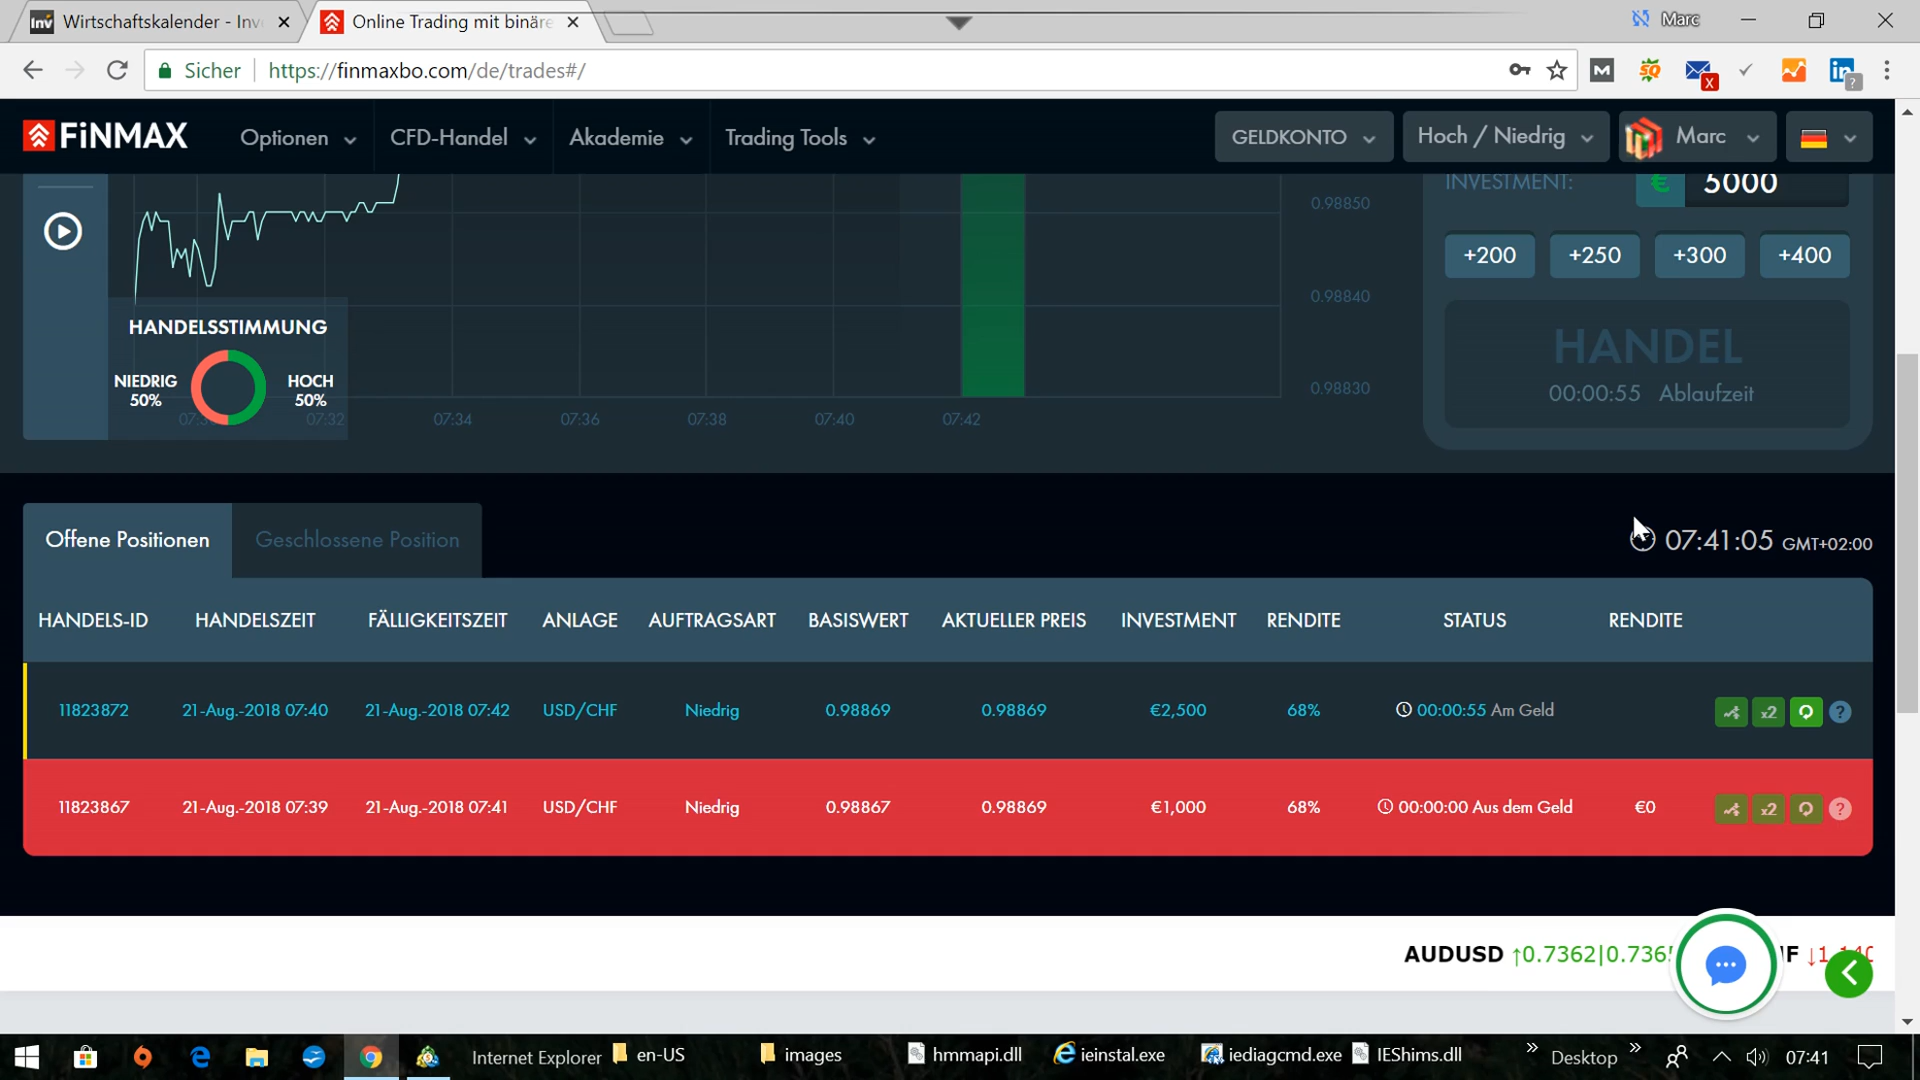 Wirtschaftskalender - Inv
Online Trading mit binäre
Marc
Sicher
https://finmaxbo.com/de/trades#/
FiNMAX
Optionen
CFD-Handel
Akademie
Trading Tools
GELDKONTO
Hoch / Niedrig
Marc
INVESTMENT:
€
5000
0.98850
+200
+250
+300
+400
0.98840
HANDELSSTIMMUNG
HANDEL
NIEDRIG
50%
HOCH
50%
0.98830
00:00:55 Ablaufzeit
07:32
07:34
07:36
07:38
07:40
07:42
Offene Positionen
Geschlossene Position
07:41:05 GMT+02:00
HANDELS-ID HANDELSZEIT FÄLLIGKEITSZEIT ANLAGE AUFTRAGSART BASISWERT AKTUELLER PREIS INVESTMENT RENDITE STATUS RENDITE
11823872 21-Aug.-2018 07:40 21-Aug.-2018 07:42 USD/CHF Niedrig 0.98869 0.98869 €2,500 68% 00:00:55 Am Geld x2 ?
11823867 21-Aug.-2018 07:39 21-Aug.-2018 07:41 USD/CHF Niedrig 0.98867 0.98869 €1,000 68% 00:00:00 Aus dem Geld €0 x2 ?
AUDUSD ↑0.7362|0.736
Internet Explorer
en-US
images
hmmapi.dll
ieinstal.exe
iediagcmd.exe
IEShims.dll
Desktop
07:41